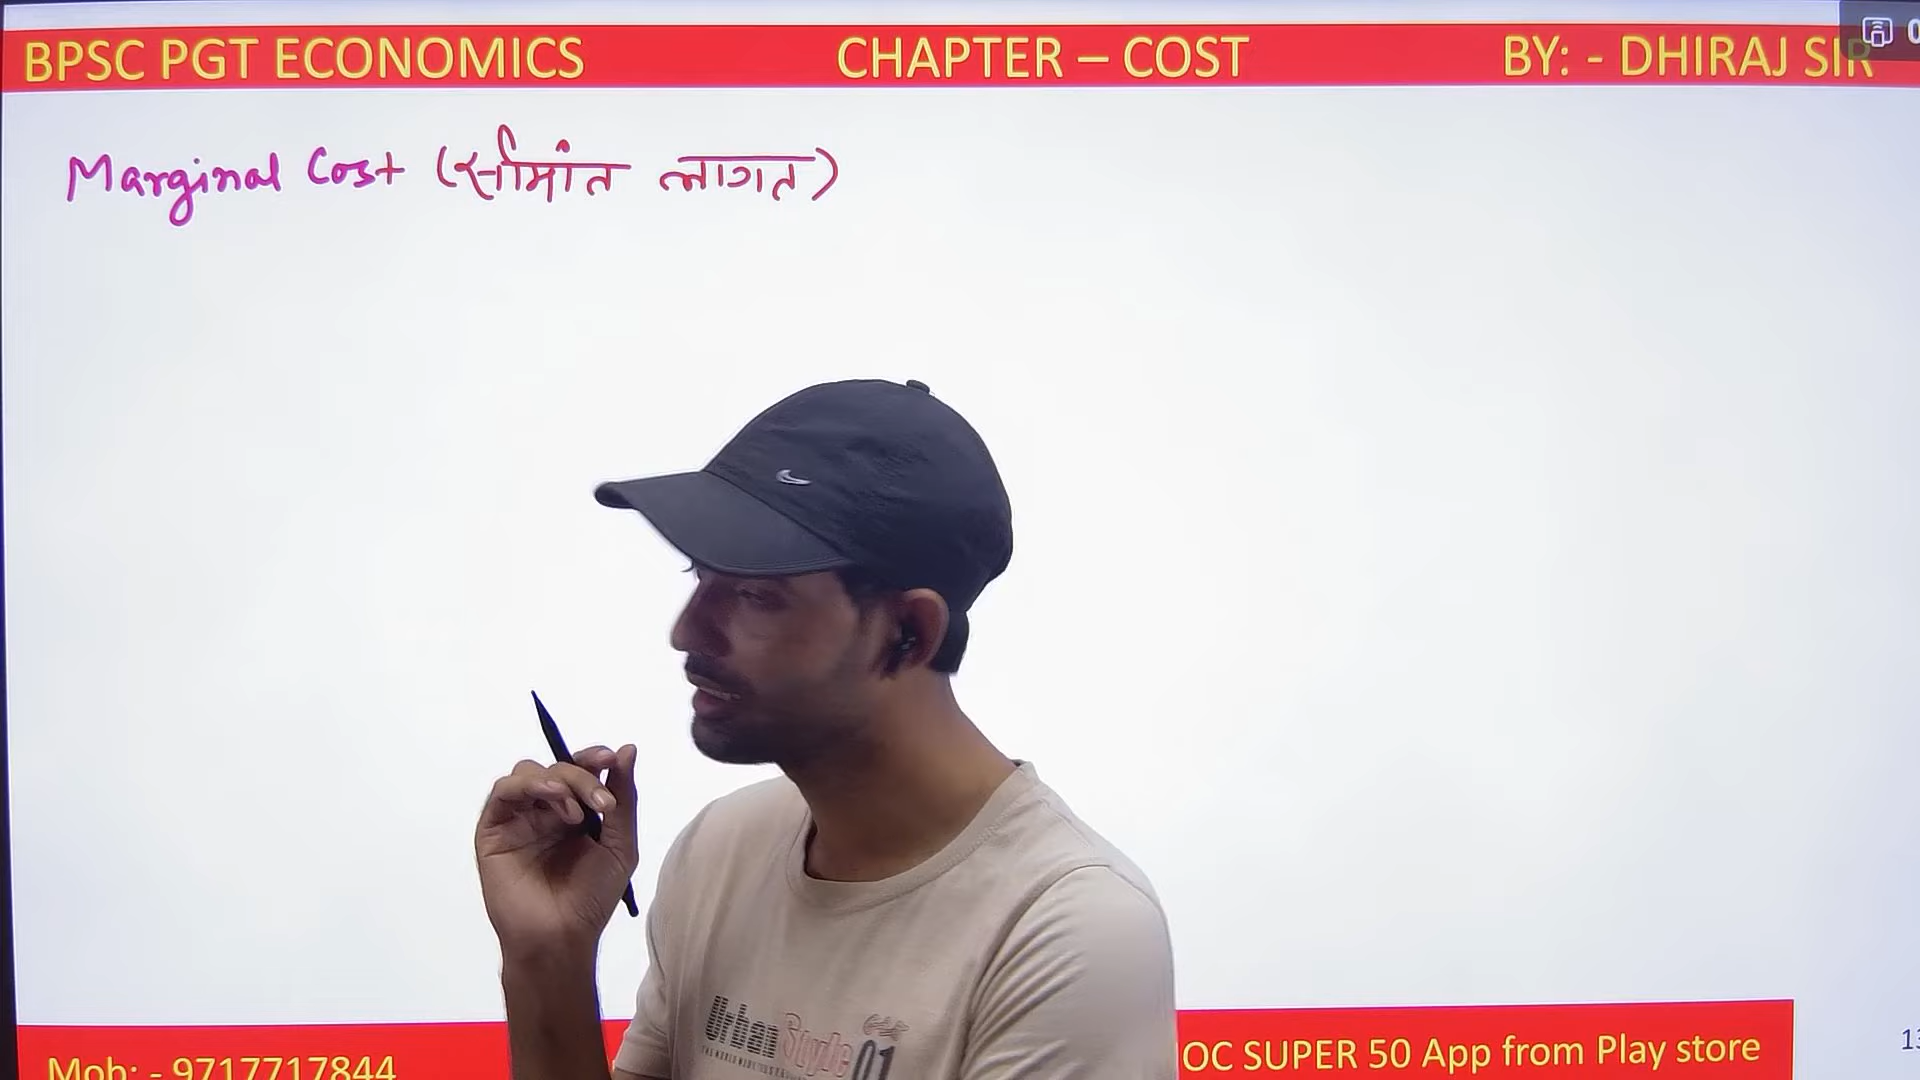 BPSC PGT ECONOMICS CHAPTER – COST BY: - DHIRAJ SIR
Marginal Cost (सीमांत लागत)
Urban Style 01
Mob: - 9717717844 OC SUPER 50 App from Play store